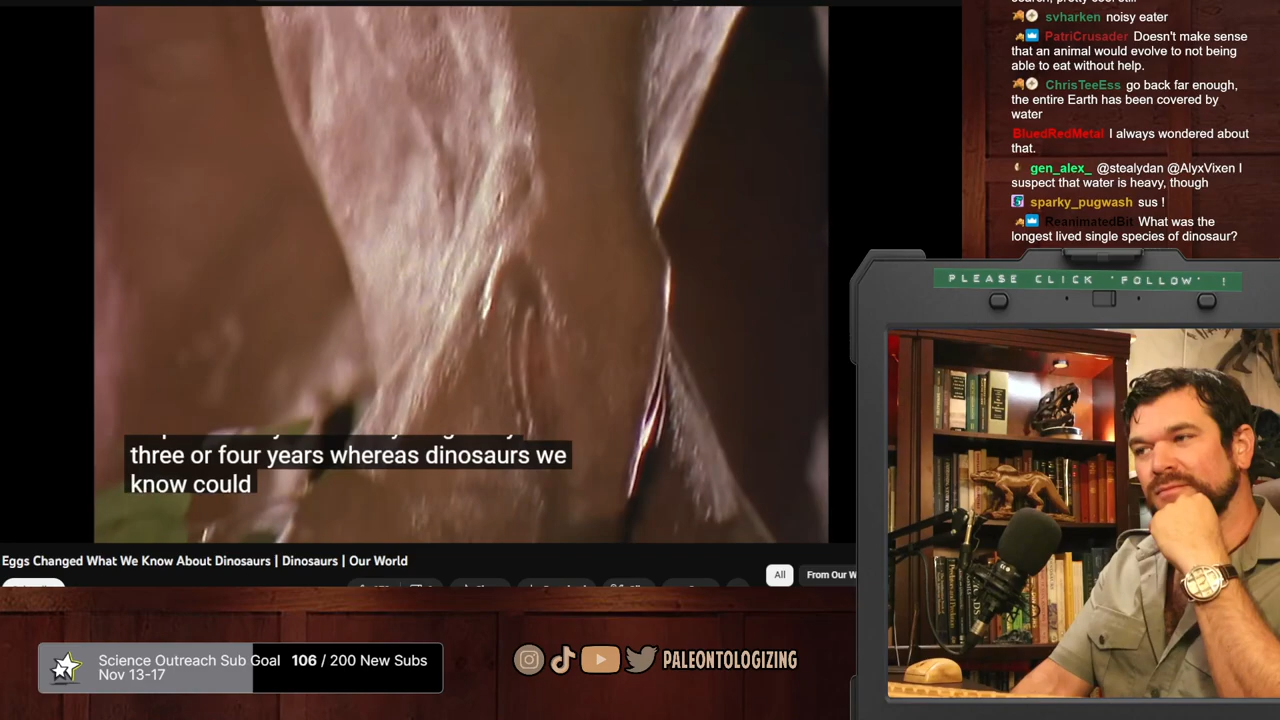 svharken noisy eater
PatriCrusader Doesn't make sense
that an animal would evolve to not being
able to eat without help.
ChrisTeeEss go back far enough,
the entire Earth has been covered by
water
BluedRedMetal I always wondered about
that.
gen_alex_ @stealydan @AlyxVixen I
suspect that water is heavy, though
sparky_pugwash sus !
ReanimatedBit What was the
longest lived single species of dinosaur?
PLEASE CLICK 'FOLLOW' !
three or four years whereas dinosaurs we
know could
Eggs Changed What We Know About Dinosaurs | Dinosaurs | Our World
All
From Our W
Science Outreach Sub Goal 106 / 200 New Subs
Nov 13-17
PALEONTOLOGIZING